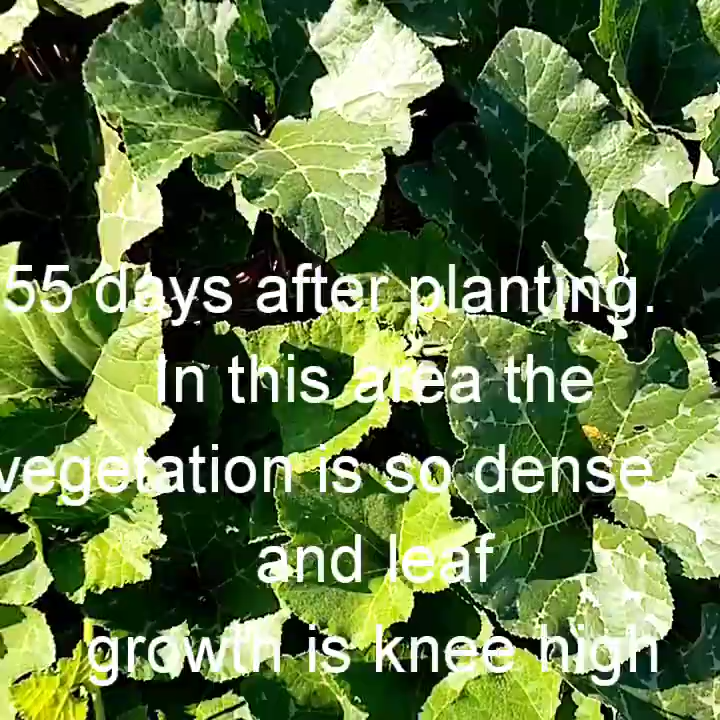 55 days after planting.
In this area the
vegetation is so dense
and leaf
growth is knee high